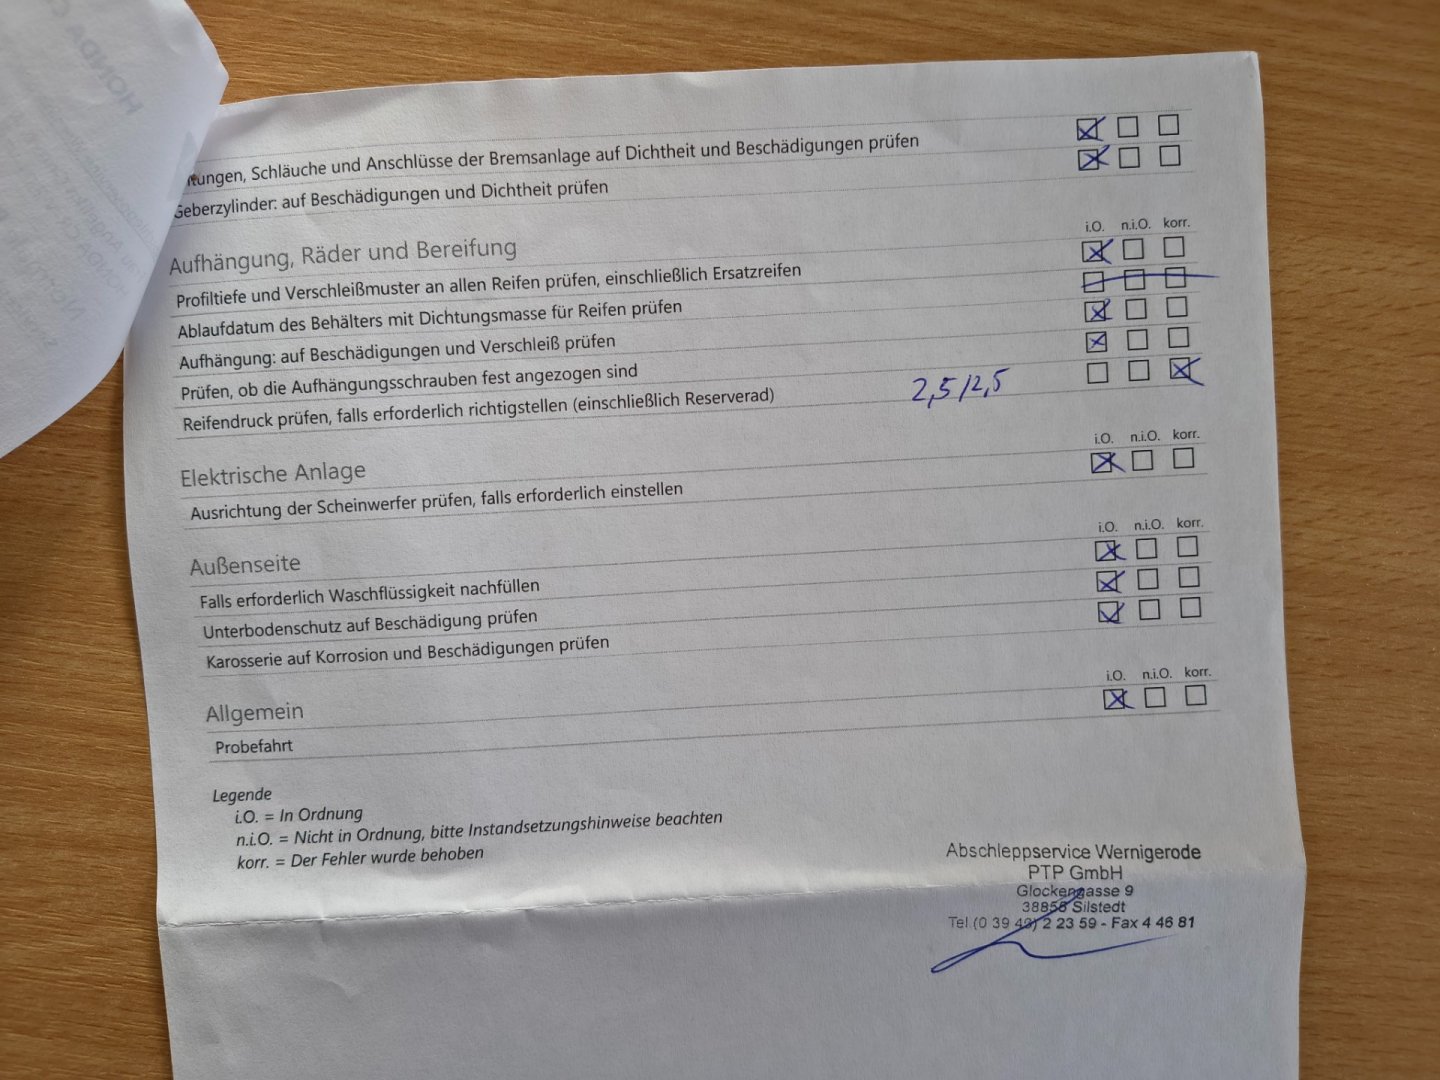 HONDA
Schläuche und Anschlüsse der Bremsanlage auf Dichtheit und Beschädigungen prüfen
Geberzylinder: auf Beschädigungen und Dichtheit prüfen
Aufhängung, Räder und Bereifung i.O. n.i.O. korr.
Profiltiefe und Verschleißmuster an allen Reifen prüfen, einschließlich Ersatzreifen
Ablaufdatum des Behälters mit Dichtungsmasse für Reifen prüfen
Aufhängung: auf Beschädigungen und Verschleiß prüfen
Prüfen, ob die Aufhängungsschrauben fest angezogen sind
Reifendruck prüfen, falls erforderlich richtigstellen (einschließlich Reserverad) 2,5/2,5
Elektrische Anlage i.O. n.i.O. korr.
Ausrichtung der Scheinwerfer prüfen, falls erforderlich einstellen
Außenseite i.O. n.i.O. korr.
Falls erforderlich Waschflüssigkeit nachfüllen
Unterbodenschutz auf Beschädigung prüfen
Karosserie auf Korrosion und Beschädigungen prüfen
Allgemein i.O. n.i.O. korr.
Probefahrt
Legende
i.O. = In Ordnung
n.i.O. = Nicht in Ordnung, bitte Instandsetzungshinweise beachten
korr. = Der Fehler wurde behoben
Abschleppservice Wernigerode
PTP GmbH
Glockengasse 9
38855 Silstedt
Tel (0 39 43) 2 23 59 - Fax 4 46 81